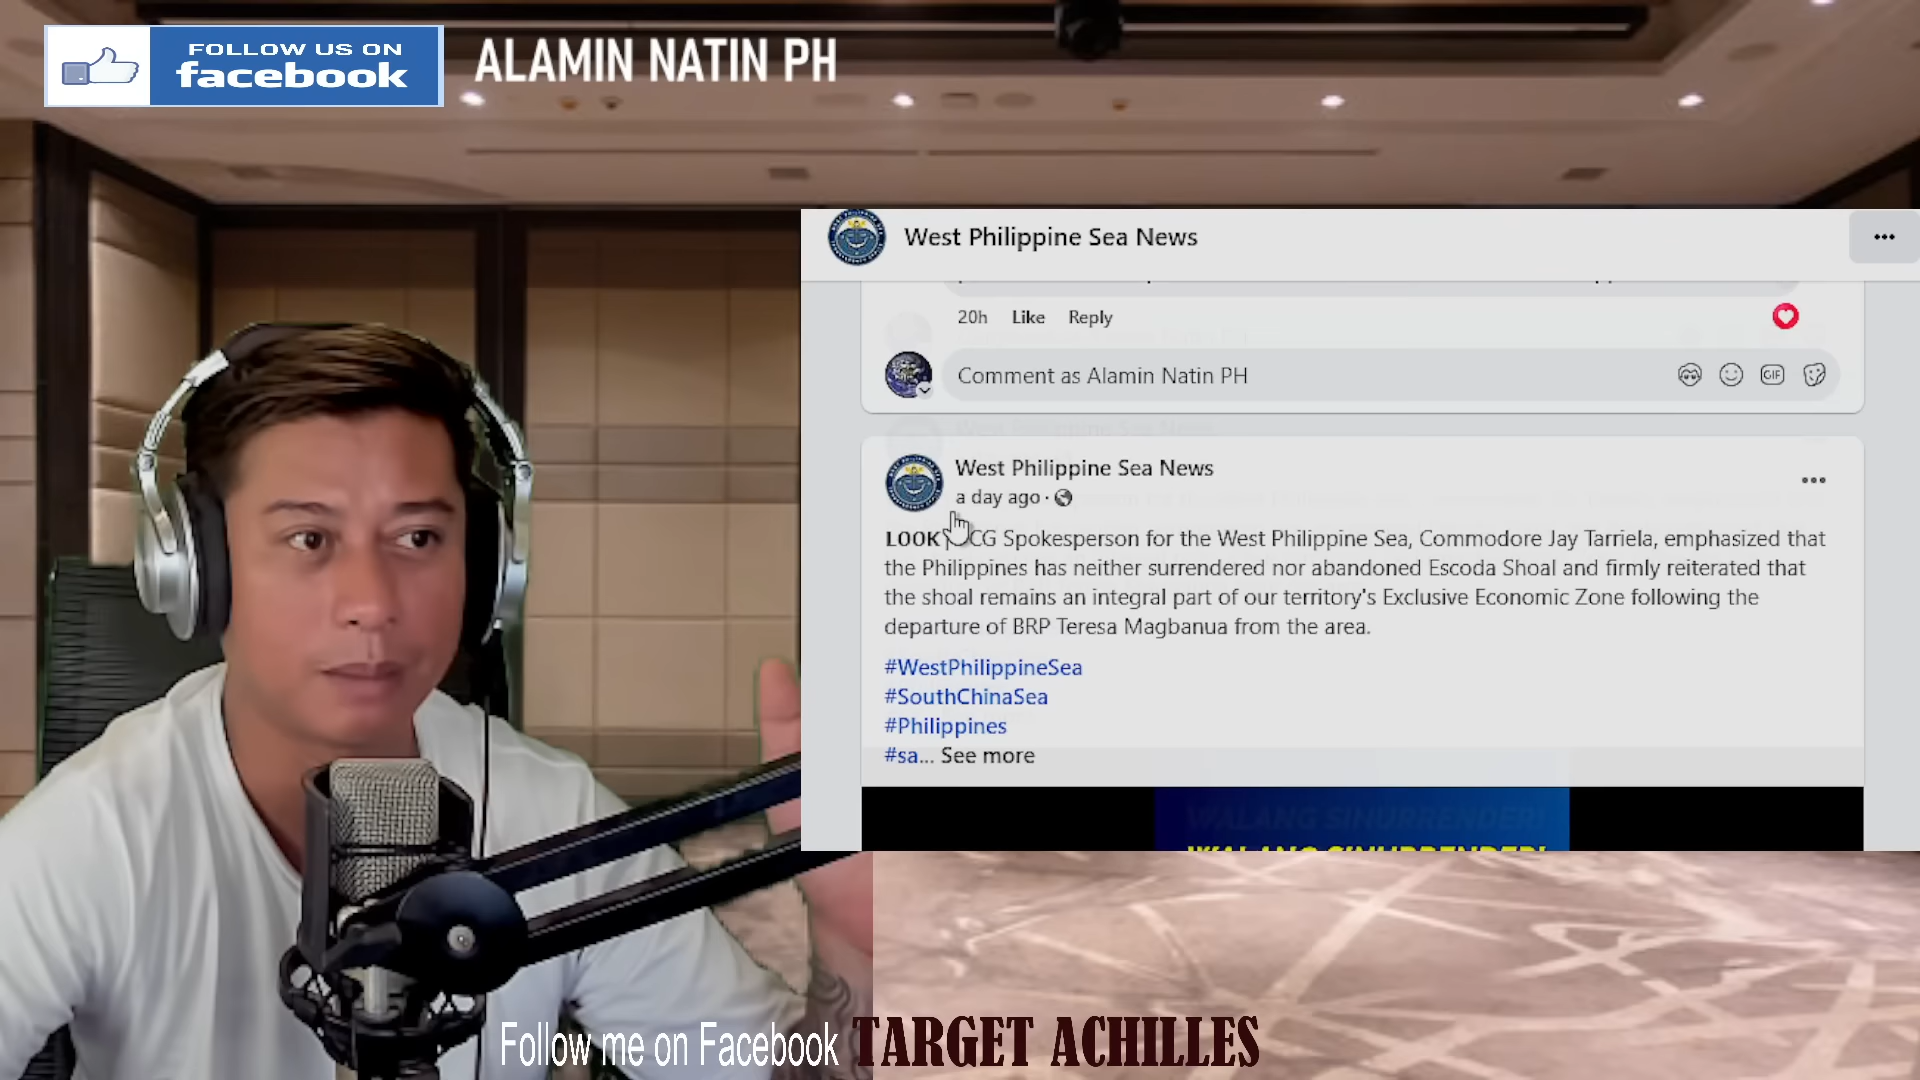 FOLLOW US ON
facebook
ALAMIN NATIN PH
West Philippine Sea News
20h Like Reply
Comment as Alamin Natin PH
GIF
West Philippine Sea News
a day ago ·
LOOK CG Spokesperson for the West Philippine Sea, Commodore Jay Tarriela, emphasized that
the Philippines has neither surrendered nor abandoned Escoda Shoal and firmly reiterated that
the shoal remains an integral part of our territory's Exclusive Economic Zone following the
departure of BRP Teresa Magbanua from the area.
#WestPhilippineSea
#SouthChinaSea
#Philippines
#sa... See more
WALANG SINURRENDER!
Follow me on Facebook TARGET ACHILLES